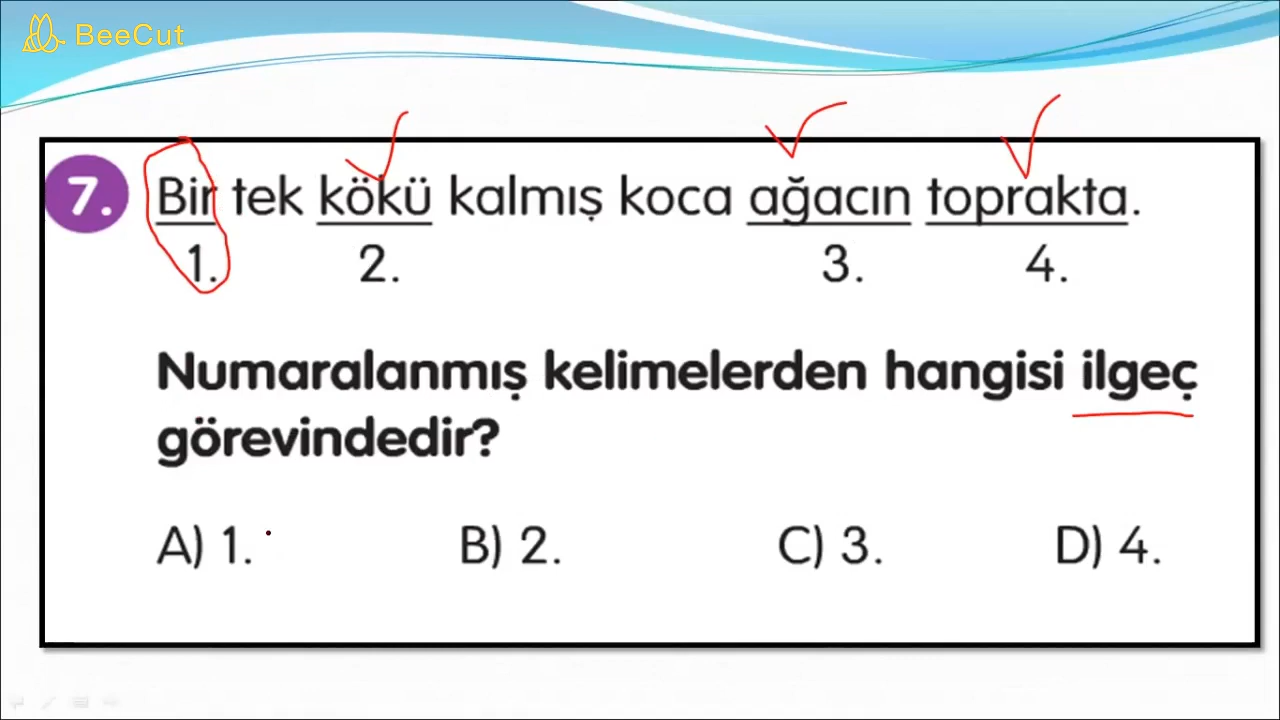 BeeCut
7. Bir tek kökü kalmış koca ağacın toprakta.
1. 2. 3. 4.
Numaralanmış kelimelerden hangisi ilgeç
görevindedir?
A) 1. B) 2. C) 3. D) 4.